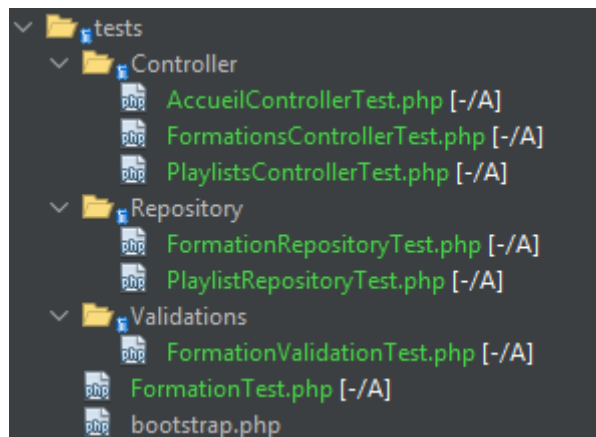 tests
Controller
AccueilControllerTest.php [-/A]
FormationsControllerTest.php [-/A]
PlaylistsControllerTest.php [-/A]
Repository
FormationRepositoryTest.php [-/A]
PlaylistRepositoryTest.php [-/A]
Validations
FormationValidationTest.php [-/A]
FormationTest.php [-/A]
bootstrap.php